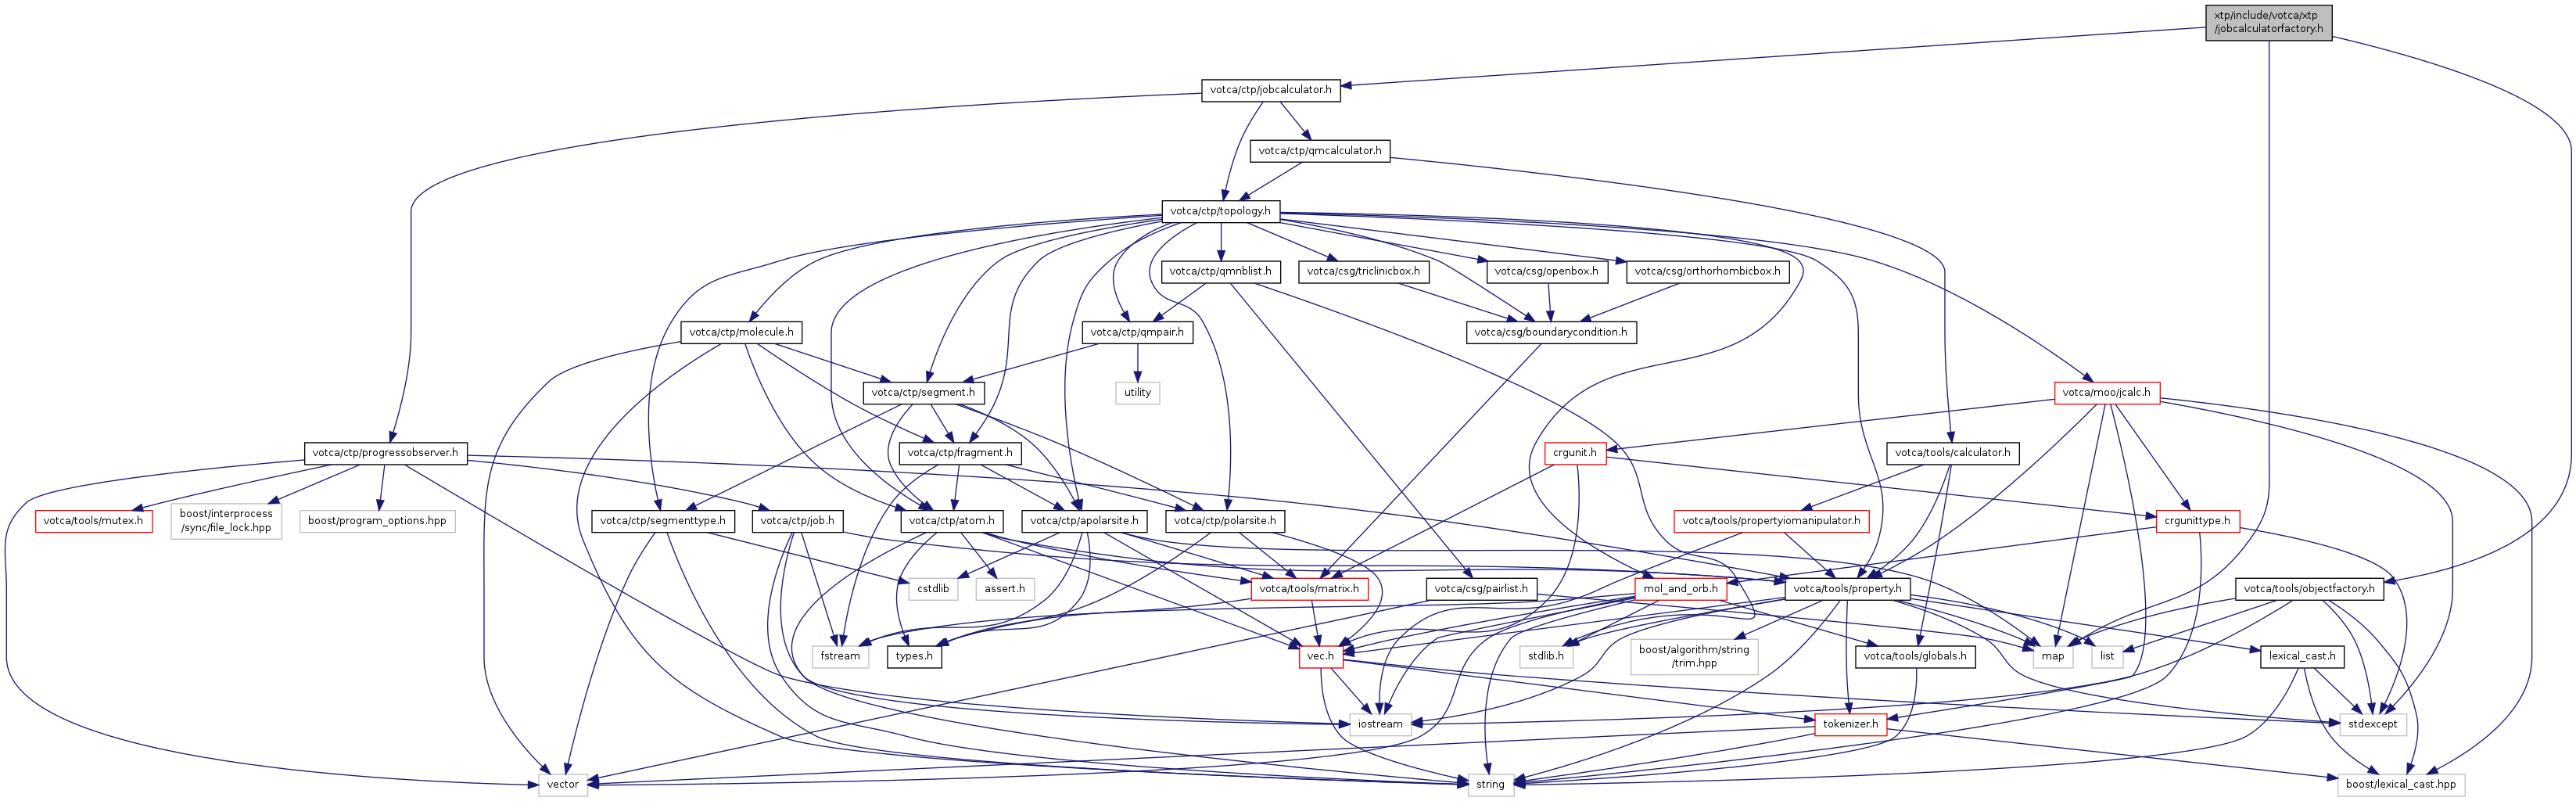 xtp/include/votca/xtp
/jobcalculatorfactory.h
votca/ctp/jobcalculator.h
votca/ctp/qmcalculator.h
votca/ctp/topology.h
votca/ctp/qmnblist.h
votca/csg/triclinicbox.h
votca/csg/openbox.h
votca/csg/orthorhombicbox.h
votca/ctp/molecule.h
votca/ctp/qmpair.h
votca/csg/boundarycondition.h
votca/ctp/segment.h
utility
votca/moo/jcalc.h
votca/ctp/progressobserver.h
votca/ctp/fragment.h
crgunit.h
votca/tools/calculator.h
votca/tools/mutex.h
boost/interprocess
/sync/file_lock.hpp
boost/program_options.hpp
votca/ctp/segmenttype.h
votca/ctp/job.h
votca/ctp/atom.h
votca/ctp/apolarsite.h
votca/ctp/polarsite.h
votca/tools/propertyiomanipulator.h
crgunittype.h
cstdlib
assert.h
votca/tools/matrix.h
votca/csg/pairlist.h
mol_and_orb.h
votca/tools/property.h
votca/tools/objectfactory.h
fstream
types.h
vec.h
stdlib.h
boost/algorithm/string
/trim.hpp
votca/tools/globals.h
map
list
lexical_cast.h
iostream
tokenizer.h
stdexcept
vector
string
boost/lexical_cast.hpp